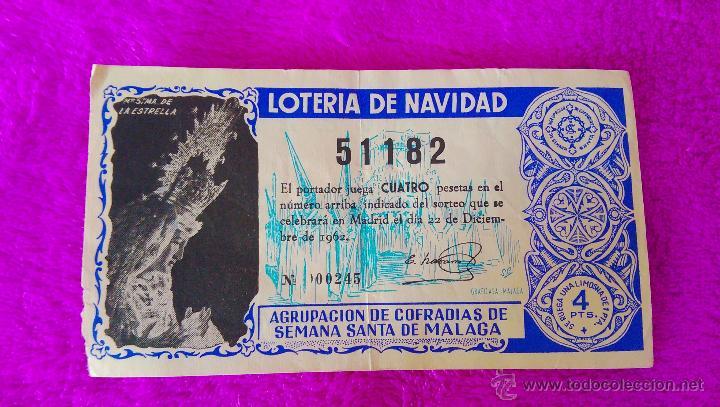 Mª SÍMA DE
LA ESTRELLA
LOTERIA DE NAVIDAD
51182
El portador juega CUATRO pesetas en el
número arriba indicado del sorteo que se
celebrará en Madrid el día 22 de Diciem-
bre de 1962.
Nº 000245
GRAFICASA - MALAGA
AGRUPACION DE COFRADIAS DE
SEMANA SANTA DE MALAGA
SE RUEGA UNA LIMOSNA DE 1 PTA.
4
PTS.
© www.todocoleccion.net